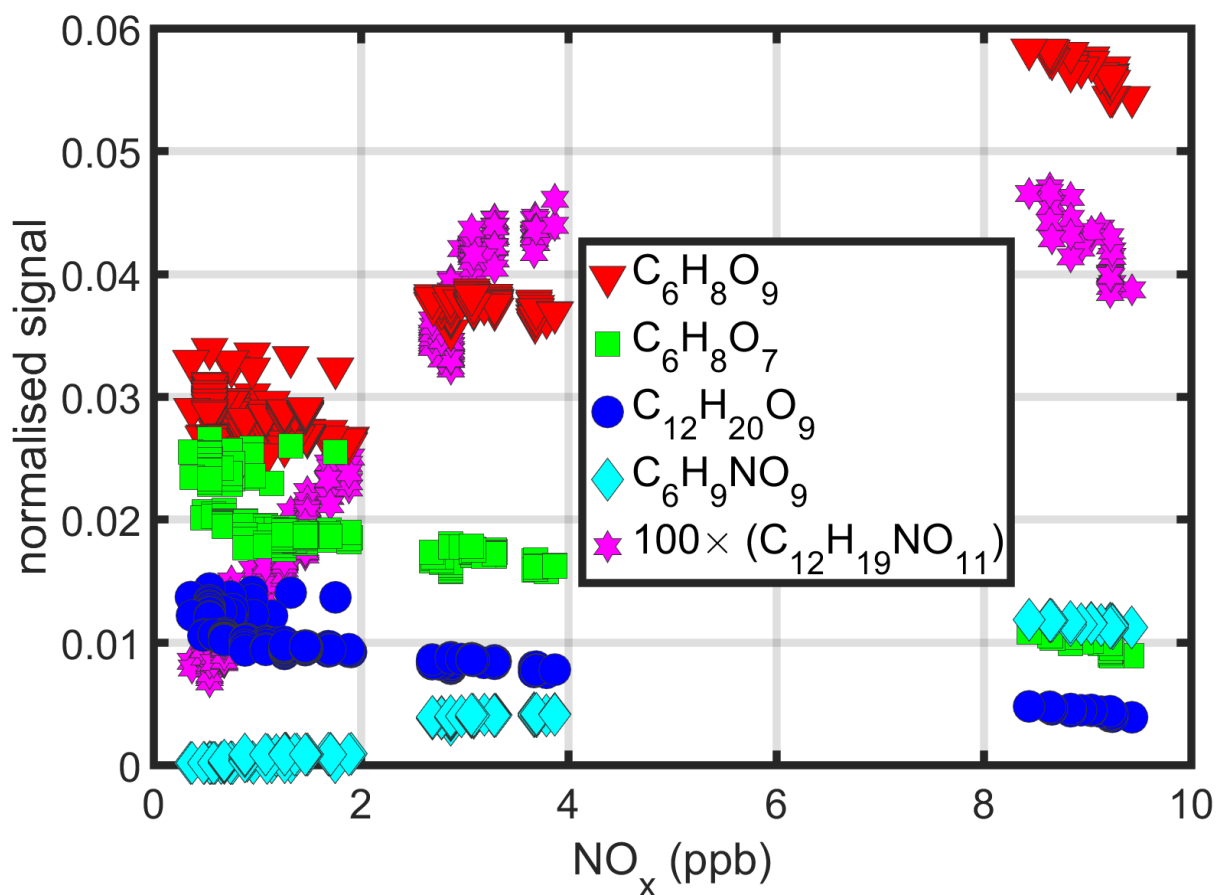 0.06
0.05
0.04
0.03
0.02
0.01
0
normalised signal
C₆H₈O₉
C₆H₈O₇
C₁₂H₂₀O₉
C₆H₉NO₉
100× (C₁₂H₁₉NO₁₁)
0 2 4 6 8 10
NOₓ (ppb)